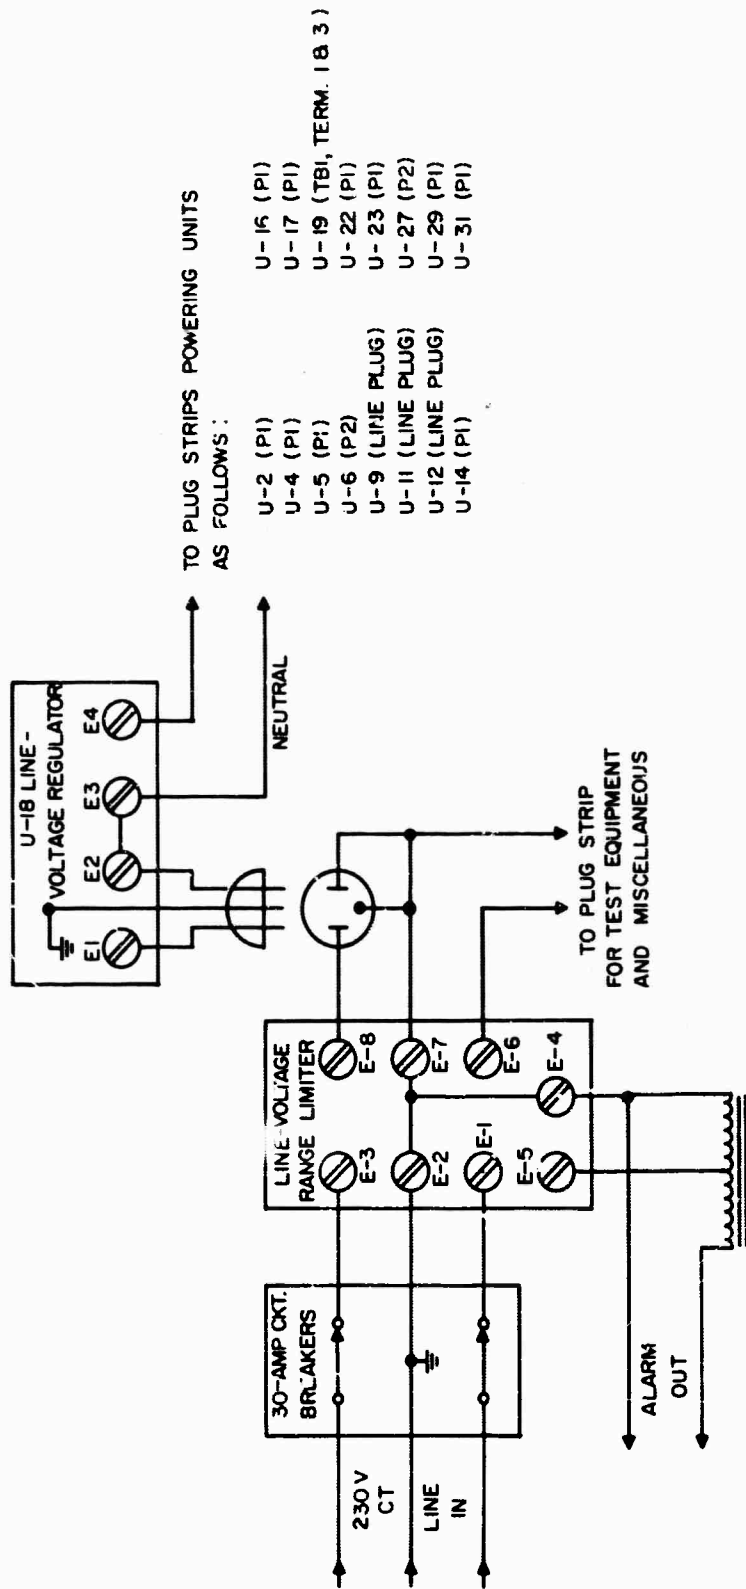 U-18 LINE-
VOLTAGE REGULATOR
E1
E2
E3
E4
TO PLUG STRIPS POWERING UNITS
AS FOLLOWS:
U-2 (P1)
U-4 (P1)
U-5 (P1)
U-6 (P2)
U-9 (LINE PLUG)
U-11 (LINE PLUG)
U-12 (LINE PLUG)
U-14 (P1)
U-16 (P1)
U-17 (P1)
U-19 (TB1, TERM. 1 & 3)
U-22 (P1)
U-23 (P1)
U-27 (P2)
U-29 (P1)
U-31 (P1)
NEUTRAL
30-AMP CKT.
BREAKERS
LINE-VOLTAGE
RANGE LIMITER
E-3
E-8
E-2
E-7
E-1
E-6
E-5
E-4
230V
CT
LINE
IN
TO PLUG STRIP
FOR TEST EQUIPMENT
AND MISCELLANEOUS
ALARM
OUT